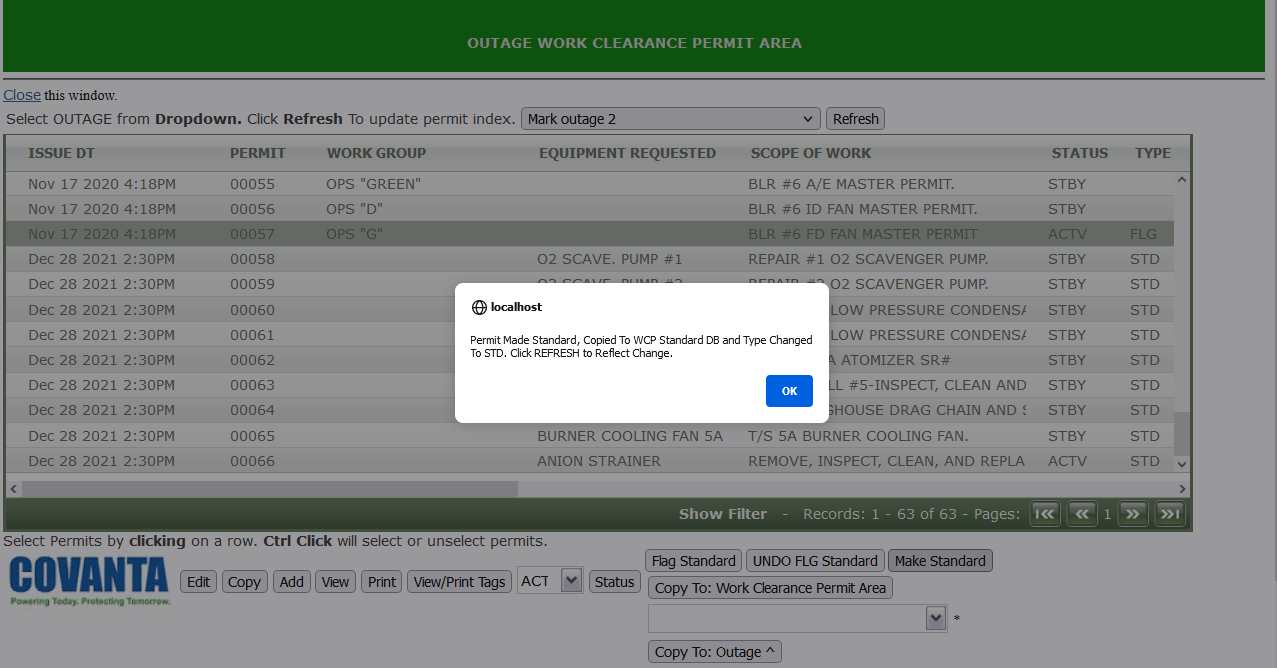 OUTAGE WORK CLEARANCE PERMIT AREA
Close this window.
Select OUTAGE from Dropdown. Click Refresh To update permit index. Mark outage 2 Refresh
ISSUE DT PERMIT WORK GROUP EQUIPMENT REQUESTED SCOPE OF WORK STATUS TYPE
Nov 17 2020 4:18PM 00055 OPS "GREEN" BLR #6 A/E MASTER PERMIT. STBY
Nov 17 2020 4:18PM 00056 OPS "D" BLR #6 ID FAN MASTER PERMIT. STBY
Nov 17 2020 4:18PM 00057 OPS "G" BLR #6 FD FAN MASTER PERMIT ACTV FLG
Dec 28 2021 2:30PM 00058 O2 SCAVE. PUMP #1 REPAIR #1 O2 SCAVENGER PUMP. STBY STD
Dec 28 2021 2:30PM 00059 O2 SCAVE. PUMP #2 REPAIR #2 O2 SCAVENGER PUMP. STBY STD
Dec 28 2021 2:30PM 00060 LOW PRESSURE CONDENSA STBY STD
Dec 28 2021 2:30PM 00061 LOW PRESSURE CONDENSA STBY STD
Dec 28 2021 2:30PM 00062 A ATOMIZER SR# STBY STD
Dec 28 2021 2:30PM 00063 LL #5-INSPECT, CLEAN AND STBY STD
Dec 28 2021 2:30PM 00064 SHOUSE DRAG CHAIN AND S STBY STD
Dec 28 2021 2:30PM 00065 BURNER COOLING FAN 5A T/S 5A BURNER COOLING FAN. STBY STD
Dec 28 2021 2:30PM 00066 ANION STRAINER REMOVE, INSPECT, CLEAN, AND REPLA ACTV STD
localhost
Permit Made Standard, Copied To WCP Standard DB and Type Changed
To STD. Click REFRESH to Reflect Change.
OK
Show Filter - Records: 1 - 63 of 63 - Pages: 1
Select Permits by clicking on a row. Ctrl Click will select or unselect permits.
COVANTA
Powering Today. Protecting Tomorrow.
Edit Copy Add View Print View/Print Tags ACT Status
Flag Standard UNDO FLG Standard Make Standard
Copy To: Work Clearance Permit Area
*
Copy To: Outage ^